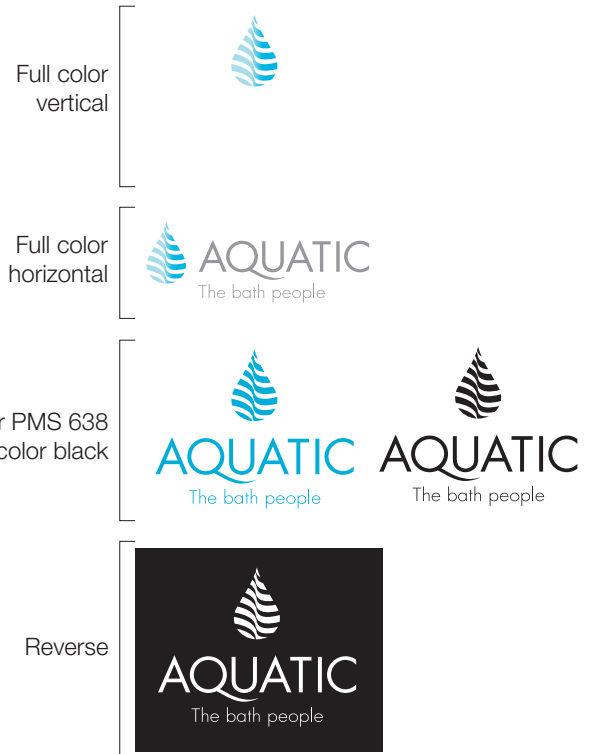 Full color
vertical
Full color
horizontal
AQUATIC
The bath people
PMS 638
color black
AQUATIC
The bath people
AQUATIC
The bath people
Reverse
AQUATIC
The bath people